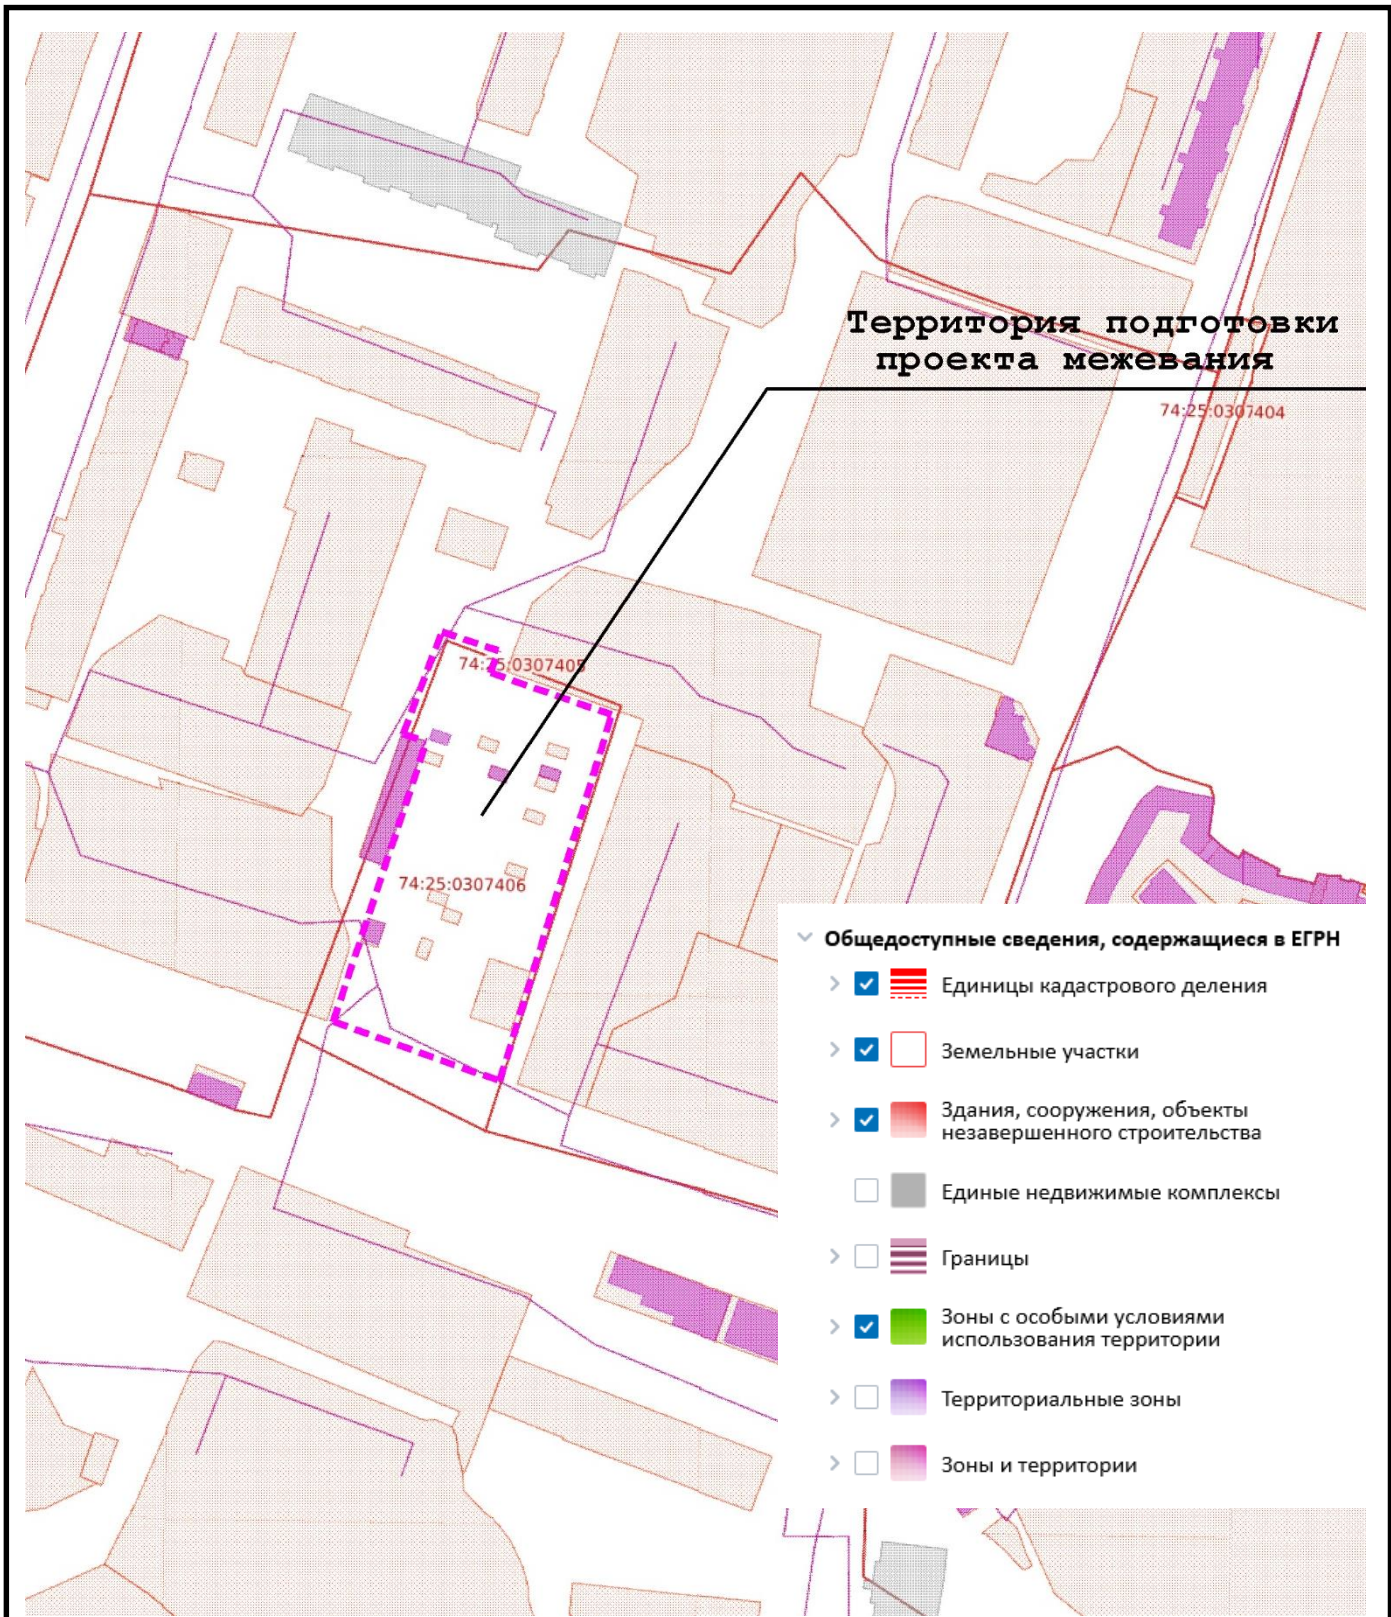 Территория подготовки
проекта межевания
74:25:0307404
74:25:0307405
74:25:0307406
Общедоступные сведения, содержащиеся в ЕГРН
Единицы кадастрового деления
Земельные участки
Здания, сооружения, объекты
незавершенного строительства
Единые недвижимые комплексы
Границы
Зоны с особыми условиями
использования территории
Территориальные зоны
Зоны и территории